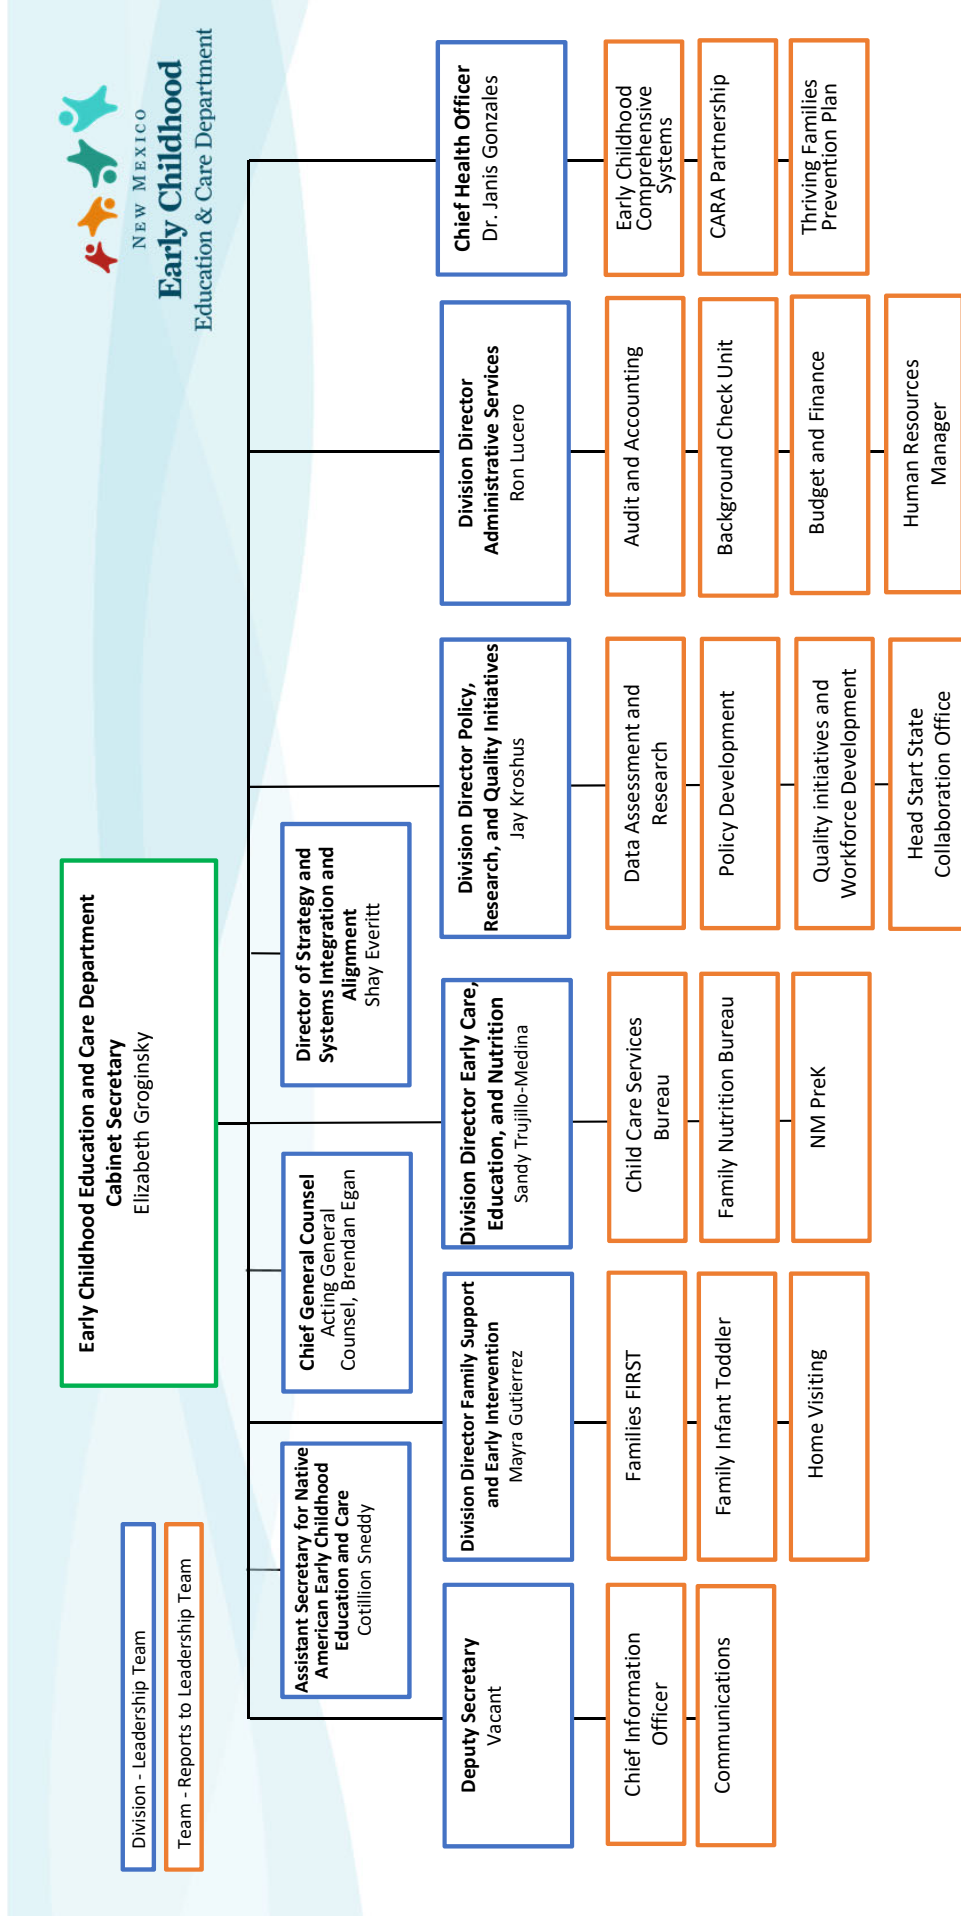 Division - Leadership Team
Team - Reports to Leadership Team
NEW MEXICO
Early Childhood
Education & Care Department
Early Childhood Education and Care Department
Cabinet Secretary
Elizabeth Groginsky
Assistant Secretary for Native
American Early Childhood
Education and Care
Cotillion Sneddy
Chief General Counsel
Acting General
Counsel, Brendan Egan
Director of Strategy and
Systems Integration and
Alignment
Shay Everitt
Deputy Secretary
Vacant
Chief Information
Officer
Communications
Division Director Family Support
and Early Intervention
Mayra Gutierrez
Families FIRST
Family Infant Toddler
Home Visiting
Division Director Early Care,
Education, and Nutrition
Sandy Trujillo-Medina
Child Care Services
Bureau
Family Nutrition Bureau
NM PreK
Division Director Policy,
Research, and Quality Initiatives
Jay Kroshus
Data Assessment and
Research
Policy Development
Quality initiatives and
Workforce Development
Head Start State
Collaboration Office
Division Director
Administrative Services
Ron Lucero
Audit and Accounting
Background Check Unit
Budget and Finance
Human Resources
Manager
Chief Health Officer
Dr. Janis Gonzales
Early Childhood
Comprehensive
Systems
CARA Partnership
Thriving Families
Prevention Plan